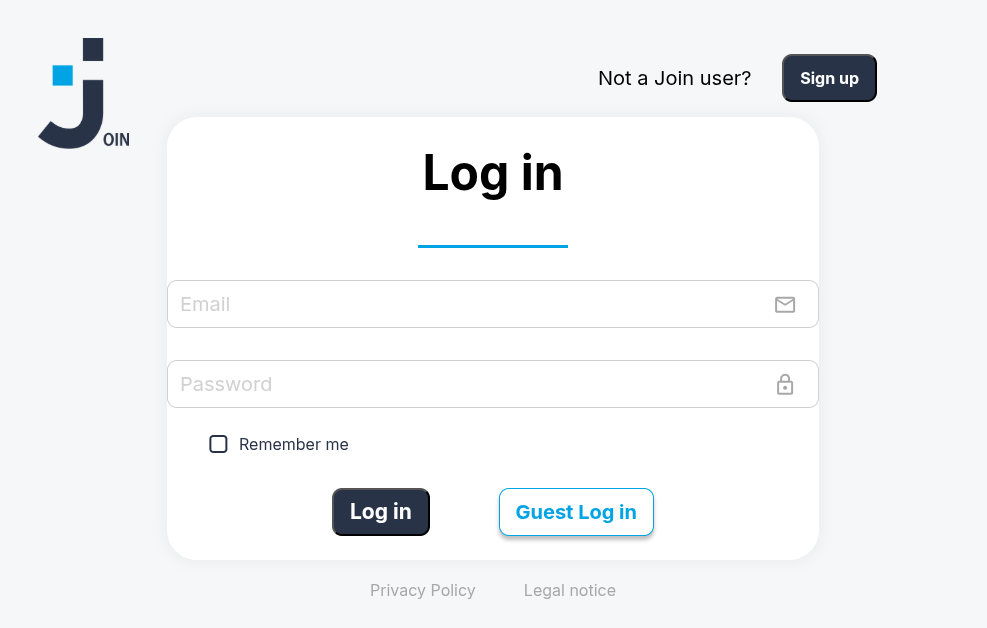 JOIN
Not a Join user?
Sign up
Log in
Email
Password
Remember me
Log in
Guest Log in
Privacy Policy
Legal notice